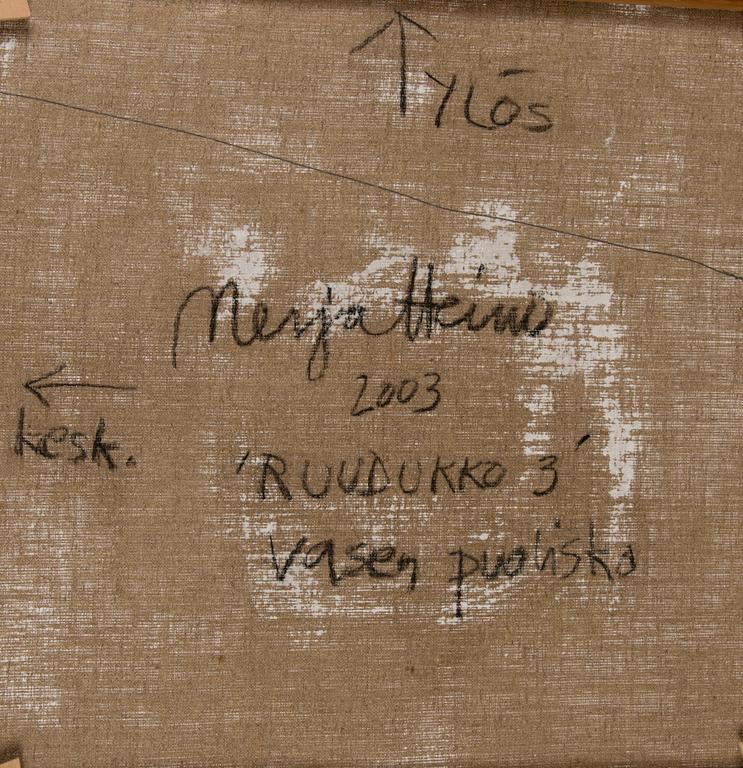 YLÖS
Merja Heino
2003
kesk.
'RUUDUKKO 3'
Vasen puolisko